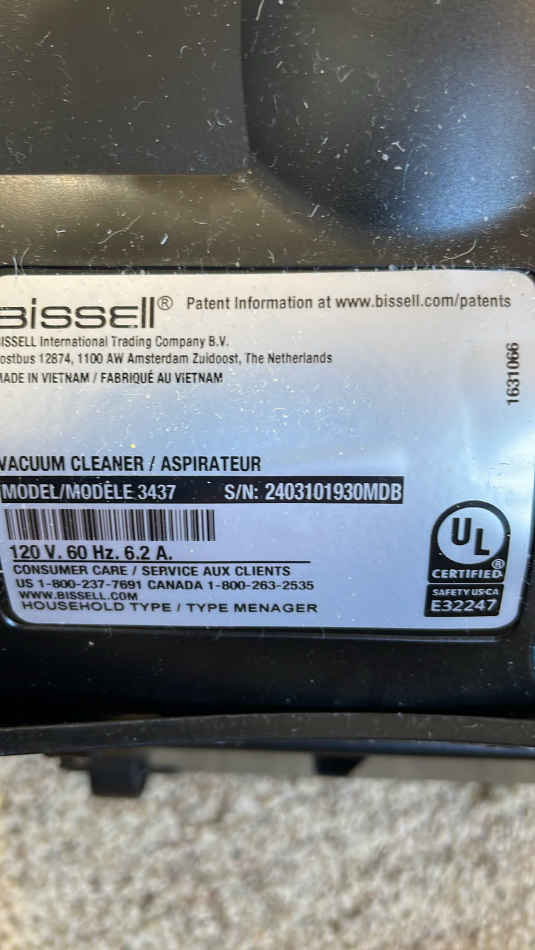 BISSELL® Patent Information at www.bissell.com/patents
BISSELL International Trading Company B.V.
Postbus 12874, 1100 AW Amsterdam Zuidoost, The Netherlands
MADE IN VIETNAM / FABRIQUÉ AU VIETNAM
1631066
VACUUM CLEANER / ASPIRATEUR
MODEL/MODÈLE 3437 S/N: 2403101930MDB
120 V. 60 Hz. 6.2 A.
CONSUMER CARE / SERVICE AUX CLIENTS
US 1-800-237-7691 CANADA 1-800-263-2535
WWW.BISSELL.COM
HOUSEHOLD TYPE / TYPE MENAGER
UL®
CERTIFIED
SAFETY US-CA
E32247